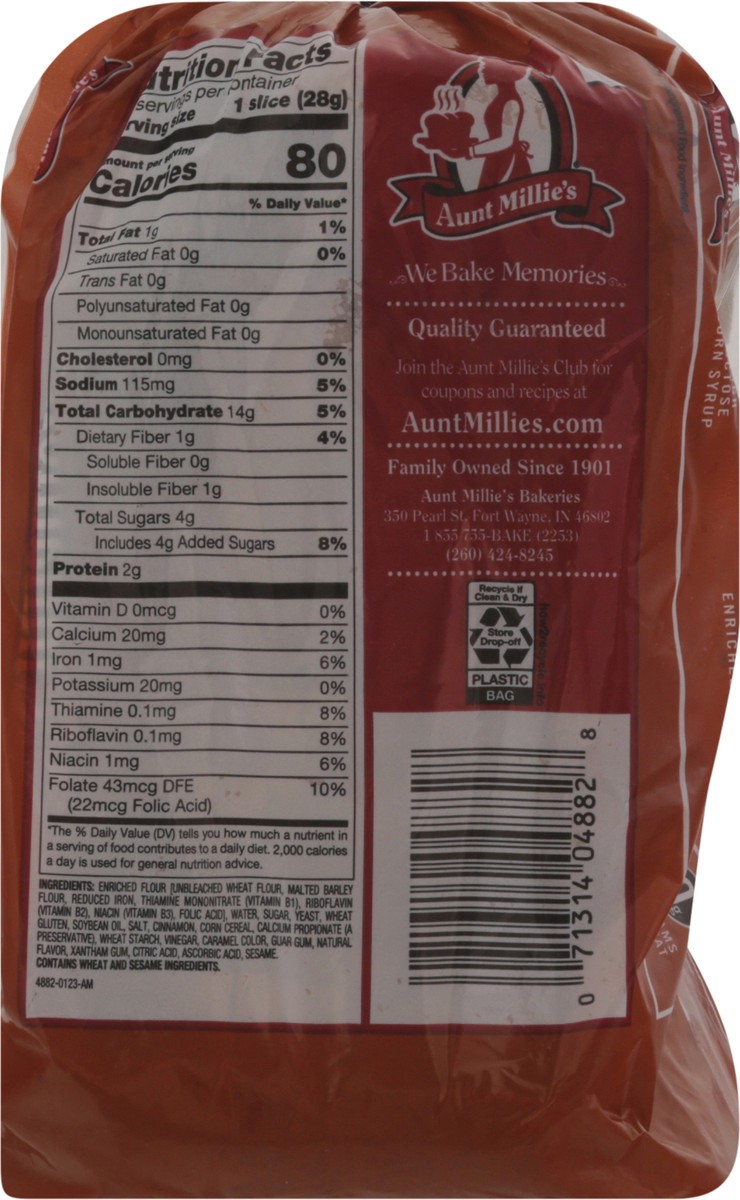 Nutrition Facts
servings per container
serving size 1 slice (28g)
Amount per serving
Calories 80
% Daily Value*
Total Fat 1g 1%
Saturated Fat 0g 0%
Trans Fat 0g
Polyunsaturated Fat 0g
Monounsaturated Fat 0g
Cholesterol 0mg 0%
Sodium 115mg 5%
Total Carbohydrate 14g 5%
Dietary Fiber 1g 4%
Soluble Fiber 0g
Insoluble Fiber 1g
Total Sugars 4g
Includes 4g Added Sugars 8%
Protein 2g
Vitamin D 0mcg 0%
Calcium 20mg 2%
Iron 1mg 6%
Potassium 20mg 0%
Thiamine 0.1mg 8%
Riboflavin 0.1mg 8%
Niacin 1mg 6%
Folate 43mcg DFE 10%
(22mcg Folic Acid)
*The % Daily Value (DV) tells you how much a nutrient in
a serving of food contributes to a daily diet. 2,000 calories
a day is used for general nutrition advice.
INGREDIENTS: ENRICHED FLOUR [UNBLEACHED WHEAT FLOUR, MALTED BARLEY
FLOUR, REDUCED IRON, THIAMINE MONONITRATE (VITAMIN B1), RIBOFLAVIN
(VITAMIN B2), NIACIN (VITAMIN B3), FOLIC ACID], WATER, SUGAR, YEAST, WHEAT
GLUTEN, SOYBEAN OIL, SALT, CINNAMON, CORN CEREAL, CALCIUM PROPIONATE (A
PRESERVATIVE), WHEAT STARCH, VINEGAR, CARAMEL COLOR, GUAR GUM, NATURAL
FLAVOR, XANTHAM GUM, CITRIC ACID, ASCORBIC ACID, SESAME.
CONTAINS WHEAT AND SESAME INGREDIENTS.
4882-0123-AM
Aunt Millie's
We Bake Memories
Quality Guaranteed
Join the Aunt Millie's Club for
coupons and recipes at
AuntMillies.com
Family Owned Since 1901
Aunt Millie's Bakeries
350 Pearl St. Fort Wayne, IN 46802
1 855-755-BAKE (2253)
(260) 424-8245
Recycle if
Clean & Dry
Store
Drop-off
PLASTIC
BAG
how2recycle.info
0 71314 04882 8
Aunt
CORN SYRUP